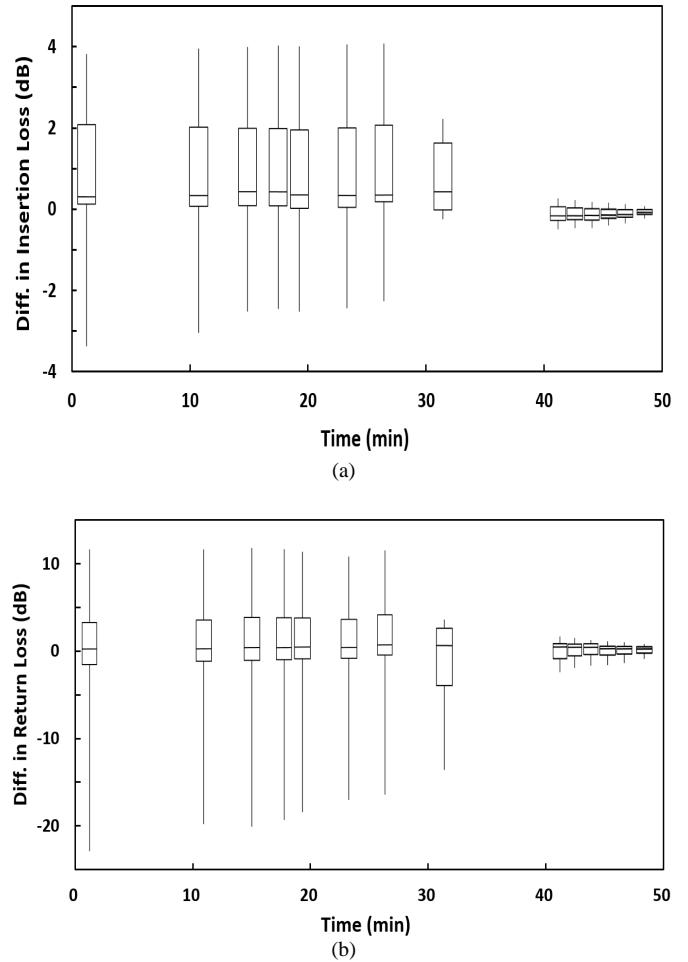 4
2
0
-2
-4
Diff. in Insertion Loss (dB)
0 10 20 30 40 50
Time (min)
(a)
10
0
-10
-20
Diff. in Return Loss (dB)
0 10 20 30 40 50
Time (min)
(b)